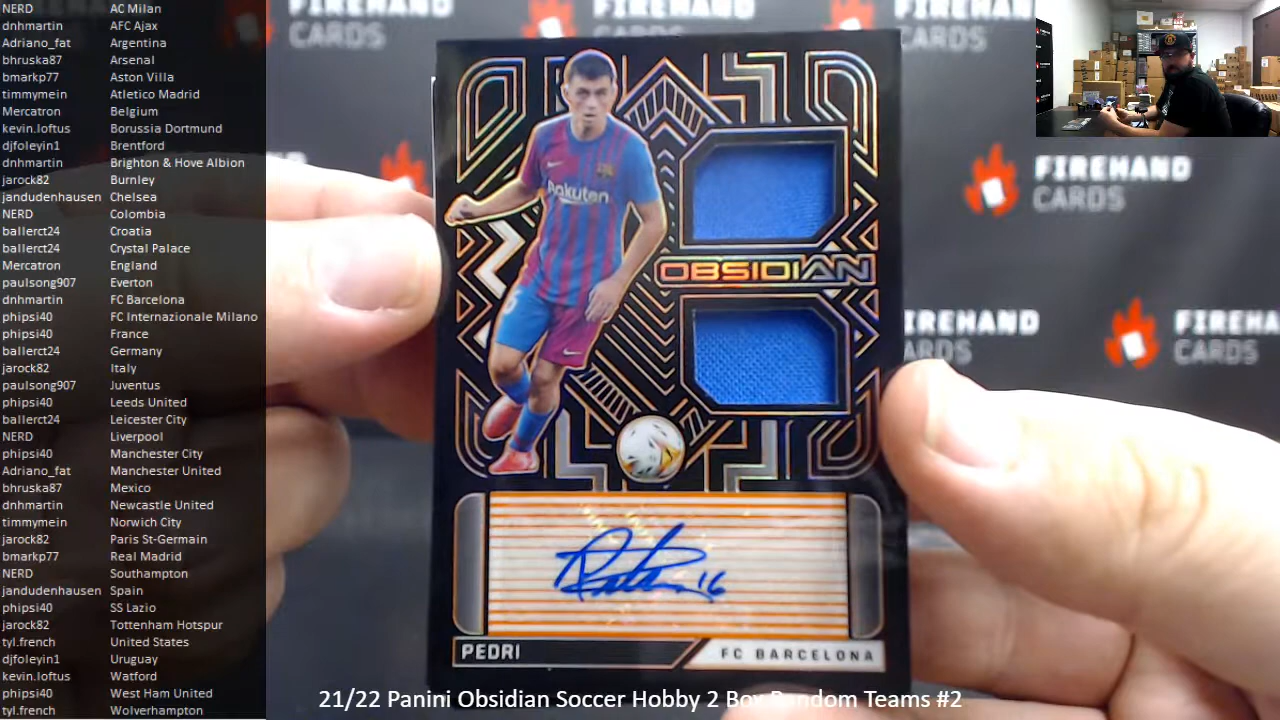 NERD AC Milan
dnhmartin AFC Ajax
Adriano_fat Argentina
bhruska87 Arsenal
bmarkp77 Aston Villa
timmymein Atletico Madrid
Mercatron Belgium
kevin.loftus Borussia Dortmund
djfoleyin1 Brentford
dnhmartin Brighton & Hove Albion
jarock82 Burnley
jandudenhausen Chelsea
NERD Colombia
ballerct24 Croatia
ballerct24 Crystal Palace
Mercatron England
paulsong907 Everton
dnhmartin FC Barcelona
phipsi40 FC Internazionale Milano
phipsi40 France
ballerct24 Germany
jarock82 Italy
paulsong907 Juventus
phipsi40 Leeds United
ballerct24 Leicester City
NERD Liverpool
phipsi40 Manchester City
Adriano_fat Manchester United
bhruska87 Mexico
dnhmartin Newcastle United
timmymein Norwich City
jarock82 Paris St-Germain
bmarkp77 Real Madrid
NERD Southampton
jandudenhausen Spain
phipsi40 SS Lazio
jarock82 Tottenham Hotspur
tyl.french United States
djfoleyin1 Uruguay
kevin.loftus Watford
phipsi40 West Ham United
tyl.french Wolverhampton
FIREHAND
CARDS
FIREHAND
CARDS
FIREHAND
CARDS
FIREHAND
CARDS
Rakuten
OBSIDIAN
16
PEDRI
FC BARCELONA
21/22 Panini Obsidian Soccer Hobby 2 Box Random Teams #2